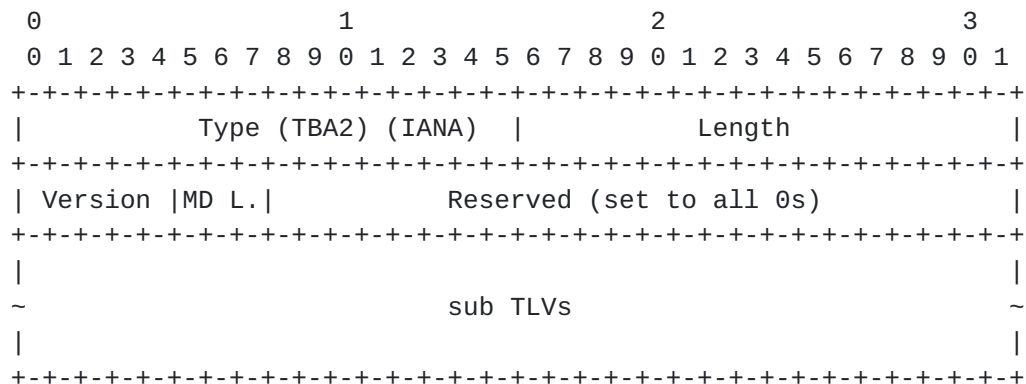 0                   1                   2                   3
 0 1 2 3 4 5 6 7 8 9 0 1 2 3 4 5 6 7 8 9 0 1 2 3 4 5 6 7 8 9 0 1
+-+-+-+-+-+-+-+-+-+-+-+-+-+-+-+-+-+-+-+-+-+-+-+-+-+-+-+-+-+-+-+-+
|           Type (TBA2) (IANA)  |           Length              |
+-+-+-+-+-+-+-+-+-+-+-+-+-+-+-+-+-+-+-+-+-+-+-+-+-+-+-+-+-+-+-+-+
| Version |MD L.|           Reserved (set to all 0s)            |
+-+-+-+-+-+-+-+-+-+-+-+-+-+-+-+-+-+-+-+-+-+-+-+-+-+-+-+-+-+-+-+-+
|                                                               |
~                           sub TLVs                            ~
|                                                               |
+-+-+-+-+-+-+-+-+-+-+-+-+-+-+-+-+-+-+-+-+-+-+-+-+-+-+-+-+-+-+-+-+